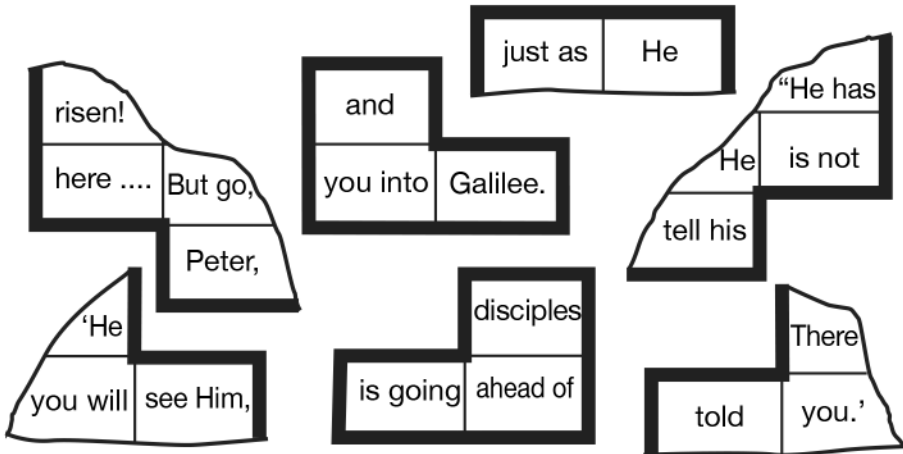 just as He
risen!
here .... But go,
Peter,
and
you into Galilee.
“He has
He is not
tell his
‘He
you will see Him,
disciples
is going ahead of
There
told you.’